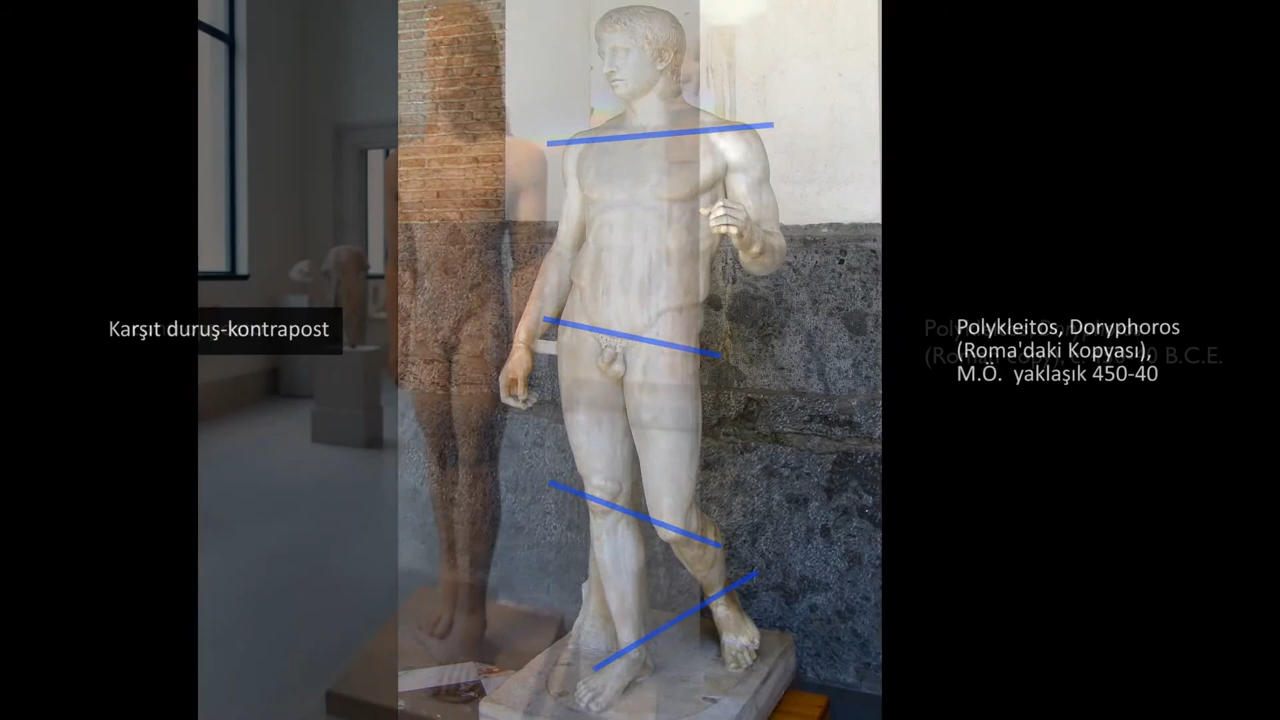 Karşıt duruş-kontrapost
Polykleitos, Doryphoros
(Roma'daki Kopyası),
M.Ö. yaklaşık 450-40
B.C.E.